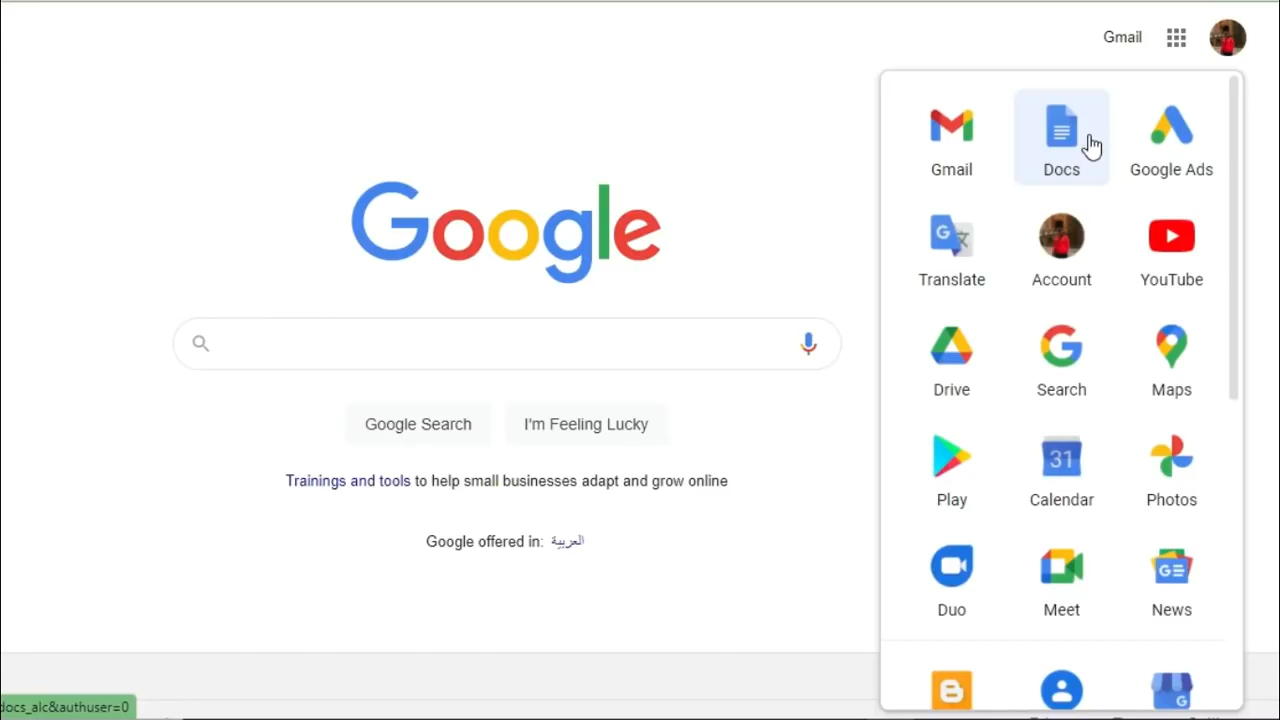 Gmail
Gmail
Docs
Google Ads
Google
Translate
Account
YouTube
Drive
Search
Maps
Google Search
I'm Feeling Lucky
Trainings and tools to help small businesses adapt and grow online
31
Play
Calendar
Photos
Google offered in: العربية
Duo
Meet
News
docs_alc&authuser=0